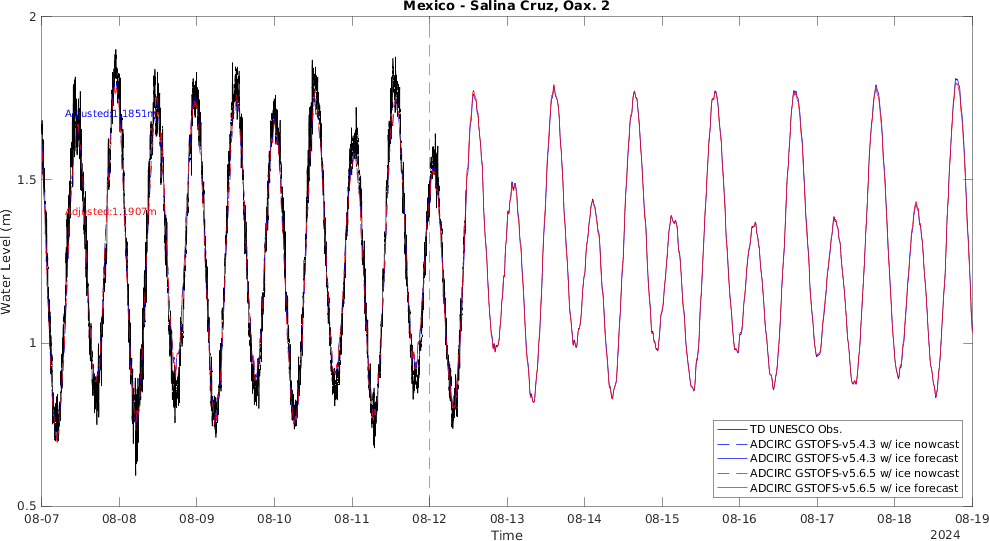 Mexico - Salina Cruz, Oax. 2
2
1.5
1
0.5
Water Level (m)
Adjusted:1.1851m
Adjusted:1.1907m
TD UNESCO Obs.
ADCIRC GSTOFS-v5.4.3 w/ ice nowcast
ADCIRC GSTOFS-v5.4.3 w/ ice forecast
ADCIRC GSTOFS-v5.6.5 w/ ice nowcast
ADCIRC GSTOFS-v5.6.5 w/ ice forecast
08-07 08-08 08-09 08-10 08-11 08-12 08-13 08-14 08-15 08-16 08-17 08-18 08-19
Time
2024